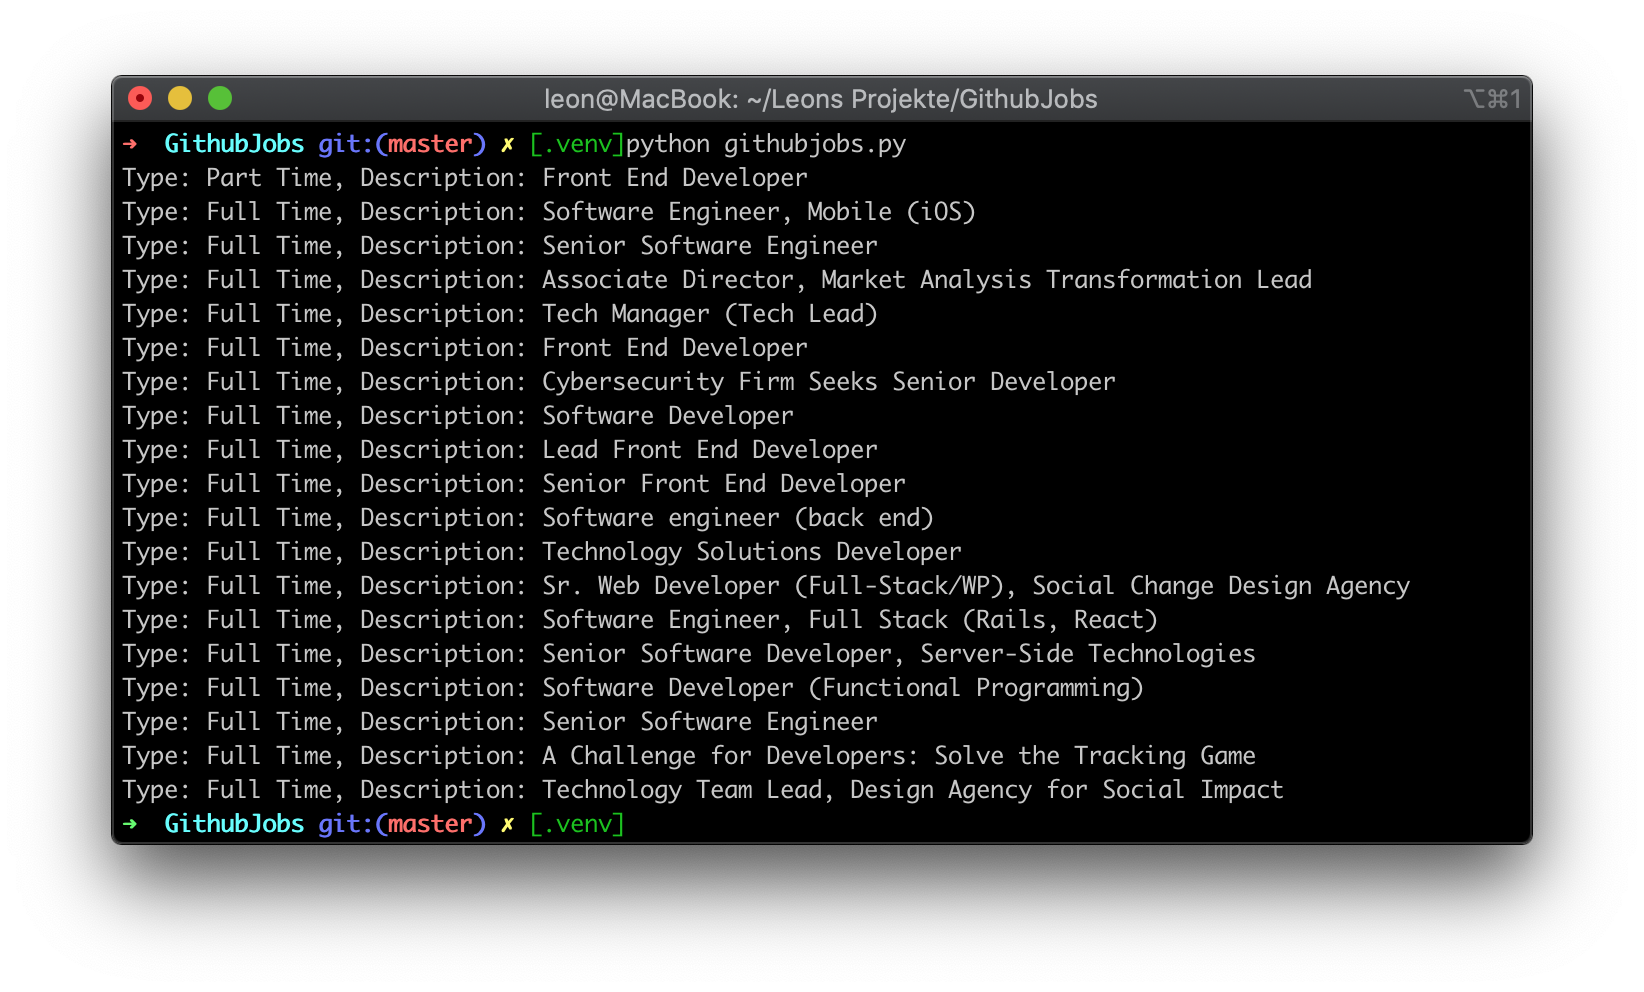 leon@MacBook: ~/Leons Projekte/GithubJobs ⌥⌘1
➜ GithubJobs git:(master) ✗ [.venv]python githubjobs.py
Type: Part Time, Description: Front End Developer
Type: Full Time, Description: Software Engineer, Mobile (iOS)
Type: Full Time, Description: Senior Software Engineer
Type: Full Time, Description: Associate Director, Market Analysis Transformation Lead
Type: Full Time, Description: Tech Manager (Tech Lead)
Type: Full Time, Description: Front End Developer
Type: Full Time, Description: Cybersecurity Firm Seeks Senior Developer
Type: Full Time, Description: Software Developer
Type: Full Time, Description: Lead Front End Developer
Type: Full Time, Description: Senior Front End Developer
Type: Full Time, Description: Software engineer (back end)
Type: Full Time, Description: Technology Solutions Developer
Type: Full Time, Description: Sr. Web Developer (Full-Stack/WP), Social Change Design Agency
Type: Full Time, Description: Software Engineer, Full Stack (Rails, React)
Type: Full Time, Description: Senior Software Developer, Server-Side Technologies
Type: Full Time, Description: Software Developer (Functional Programming)
Type: Full Time, Description: Senior Software Engineer
Type: Full Time, Description: A Challenge for Developers: Solve the Tracking Game
Type: Full Time, Description: Technology Team Lead, Design Agency for Social Impact
➜ GithubJobs git:(master) ✗ [.venv]